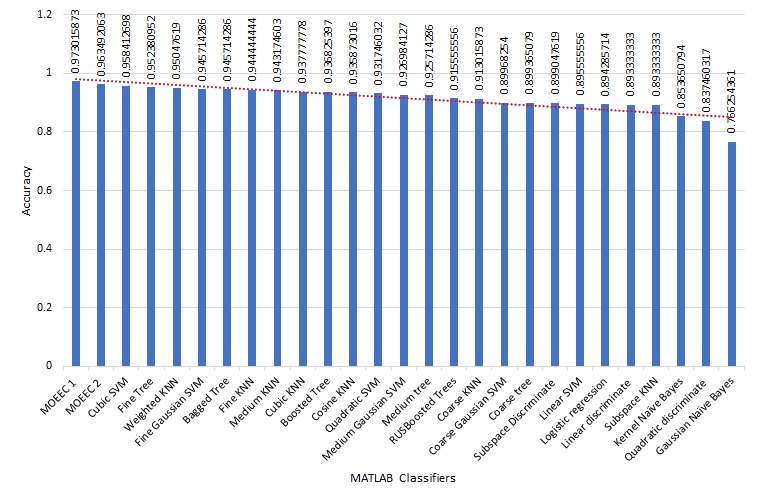 1.2
1
0.8
0.6
0.4
0.2
0
Accuracy
0.973015873
0.963492063
0.958412698
0.952380952
0.95047619
0.945714286
0.945714286
0.944444444
0.943174603
0.937777778
0.936825397
0.935873016
0.931746032
0.926984127
0.925714286
0.915555556
0.913015873
0.89968254
0.899365079
0.899047619
0.895555556
0.894285714
0.893333333
0.893333333
0.853650794
0.837460317
0.766254361
MOEEC 1
MOEEC 2
Cubic SVM
Fine Tree
Weighted KNN
Fine Gaussian SVM
Bagged Tree
Fine KNN
Medium KNN
Cubic KNN
Boosted Tree
Cosine KNN
Quadratic SVM
Medium Gaussian SVM
Medium tree
RUSBoosted Trees
Coarse KNN
Coarse Gaussian SVM
Coarse tree
Subspace Discriminate
Linear SVM
Logistic regression
Linear discriminate
Subspace KNN
Kernel Naive Bayes
Quadratic discriminate
Gaussian Naive Bayes
MATLAB Classifiers